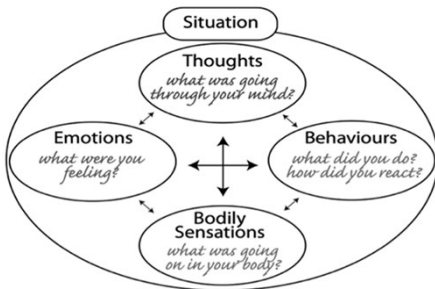 Situation
Thoughts
what was going
through your mind?
Emotions
what were you
feeling?
Behaviours
what did you do?
how did you react?
Bodily
Sensations
what was going
on in your body?